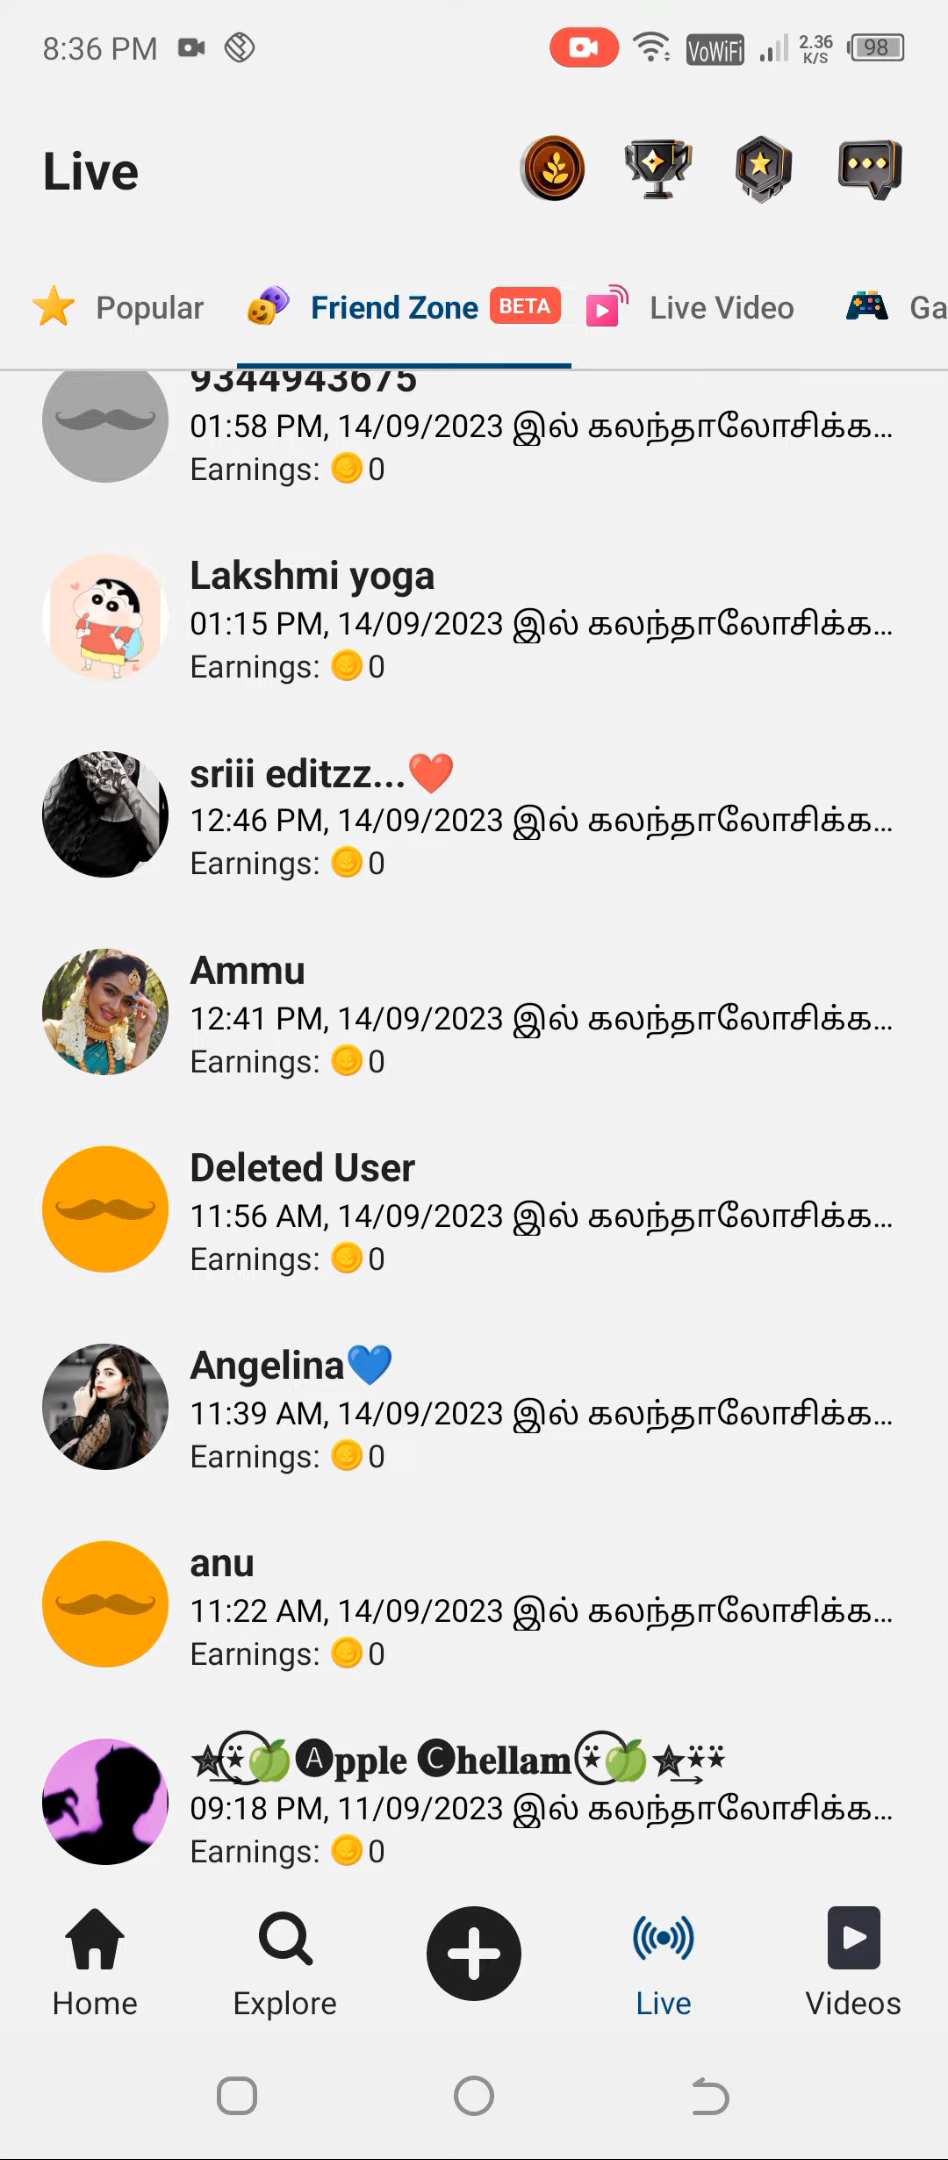 8:36 PM VoWiFi 2.36 K/S 98
Live
Popular Friend Zone BETA Live Video Ga
9344943675
01:58 PM, 14/09/2023 இல் கலந்தாலோசிக்க...
Earnings: 0
Lakshmi yoga
01:15 PM, 14/09/2023 இல் கலந்தாலோசிக்க...
Earnings: 0
sriii editzz...❤️
12:46 PM, 14/09/2023 இல் கலந்தாலோசிக்க...
Earnings: 0
Ammu
12:41 PM, 14/09/2023 இல் கலந்தாலோசிக்க...
Earnings: 0
Deleted User
11:56 AM, 14/09/2023 இல் கலந்தாலோசிக்க...
Earnings: 0
Angelina💙
11:39 AM, 14/09/2023 இல் கலந்தாலோசிக்க...
Earnings: 0
anu
11:22 AM, 14/09/2023 இல் கலந்தாலோசிக்க...
Earnings: 0
🍏🅐𝐩𝐩𝐥𝐞 🅒𝐡𝐞𝐥𝐥𝐚𝐦🍏
09:18 PM, 11/09/2023 இல் கலந்தாலோசிக்க...
Earnings: 0
Home Explore Live Videos